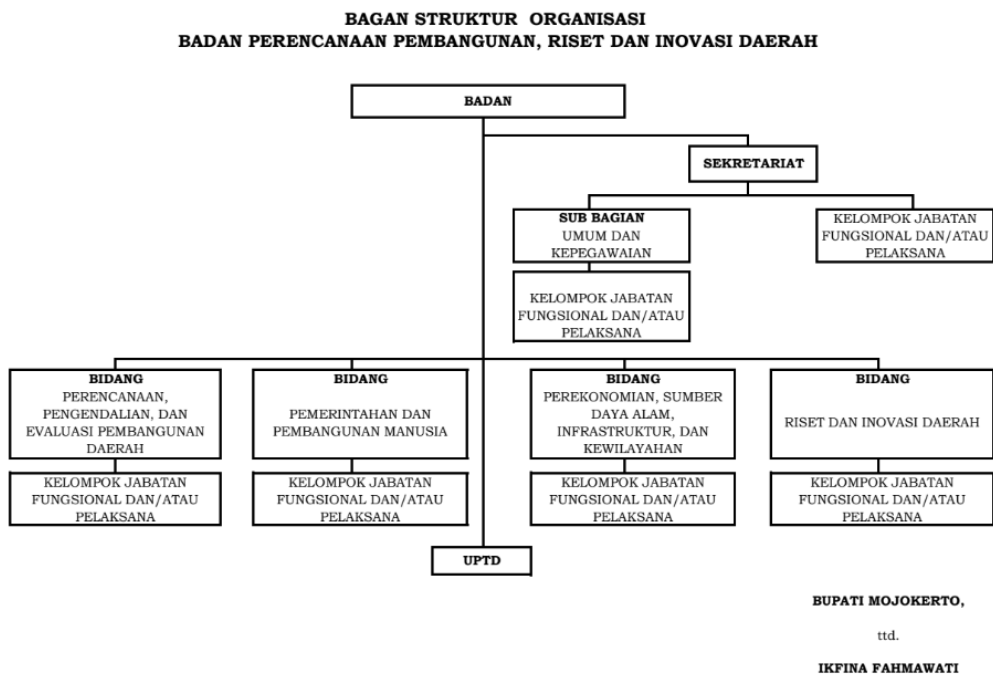 BAGAN STRUKTUR ORGANISASI
BADAN PERENCANAAN PEMBANGUNAN, RISET DAN INOVASI DAERAH
BADAN
SEKRETARIAT
SUB BAGIAN
UMUM DAN
KEPEGAWAIAN
KELOMPOK JABATAN
FUNGSIONAL DAN/ATAU
PELAKSANA
KELOMPOK JABATAN
FUNGSIONAL DAN/ATAU
PELAKSANA
BIDANG
PERENCANAAN,
PENGENDALIAN, DAN
EVALUASI PEMBANGUNAN
DAERAH
BIDANG
PEMERINTAHAN DAN
PEMBANGUNAN MANUSIA
BIDANG
PEREKONOMIAN, SUMBER
DAYA ALAM,
INFRASTRUKTUR, DAN
KEWILAYAHAN
BIDANG
RISET DAN INOVASI DAERAH
KELOMPOK JABATAN
FUNGSIONAL DAN/ATAU
PELAKSANA
KELOMPOK JABATAN
FUNGSIONAL DAN/ATAU
PELAKSANA
KELOMPOK JABATAN
FUNGSIONAL DAN/ATAU
PELAKSANA
KELOMPOK JABATAN
FUNGSIONAL DAN/ATAU
PELAKSANA
UPTD
BUPATI MOJOKERTO,
ttd.
IKFINA FAHMAWATI